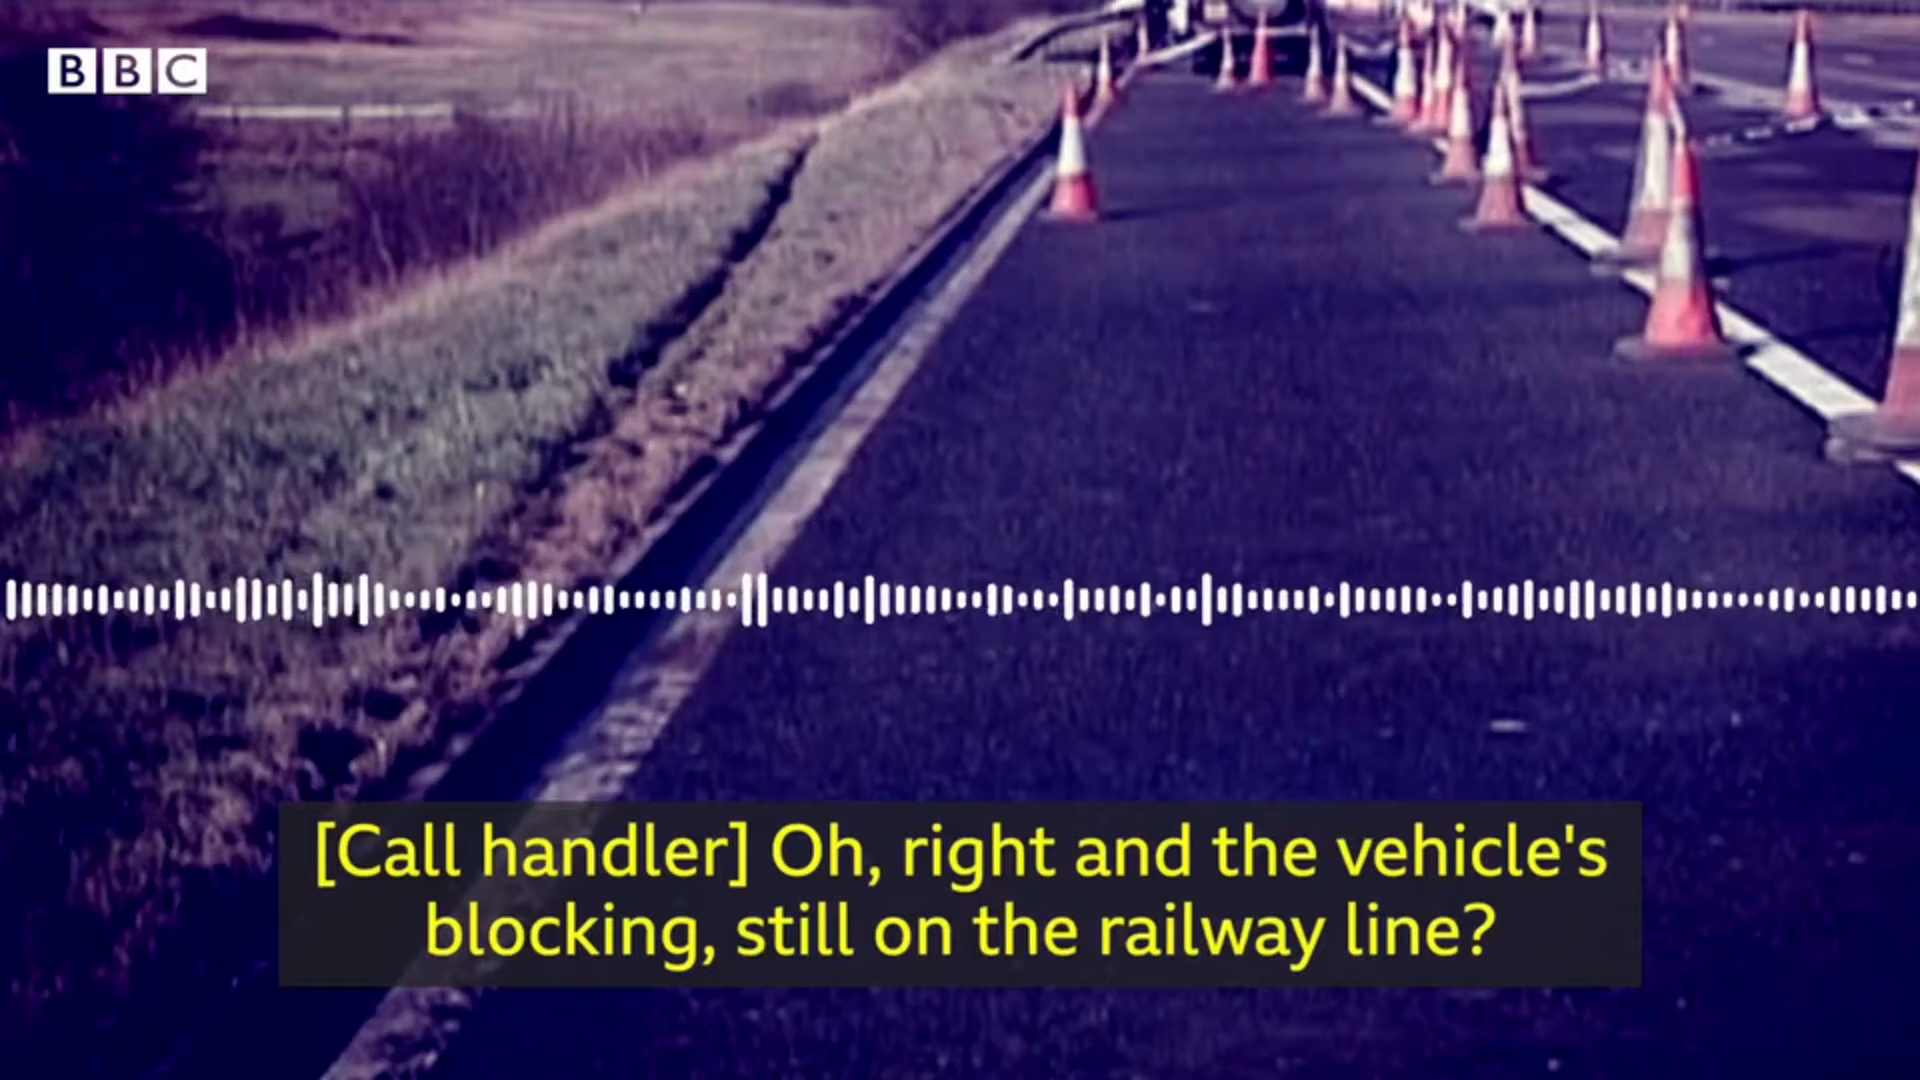 BBC
[Call handler] Oh, right and the vehicle's
blocking, still on the railway line?